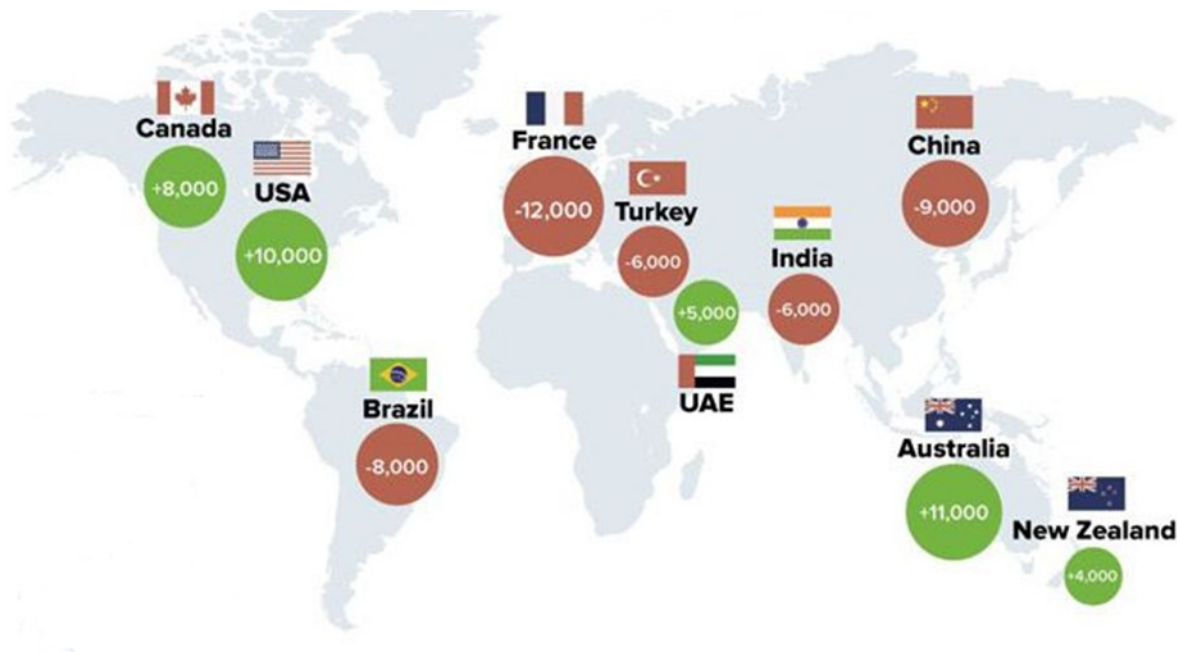 Canada
+8,000
USA
+10,000
France
-12,000
Turkey
-6,000
+5,000
UAE
India
-6,000
China
-9,000
Brazil
-8,000
Australia
+11,000
New Zealand
+4,000